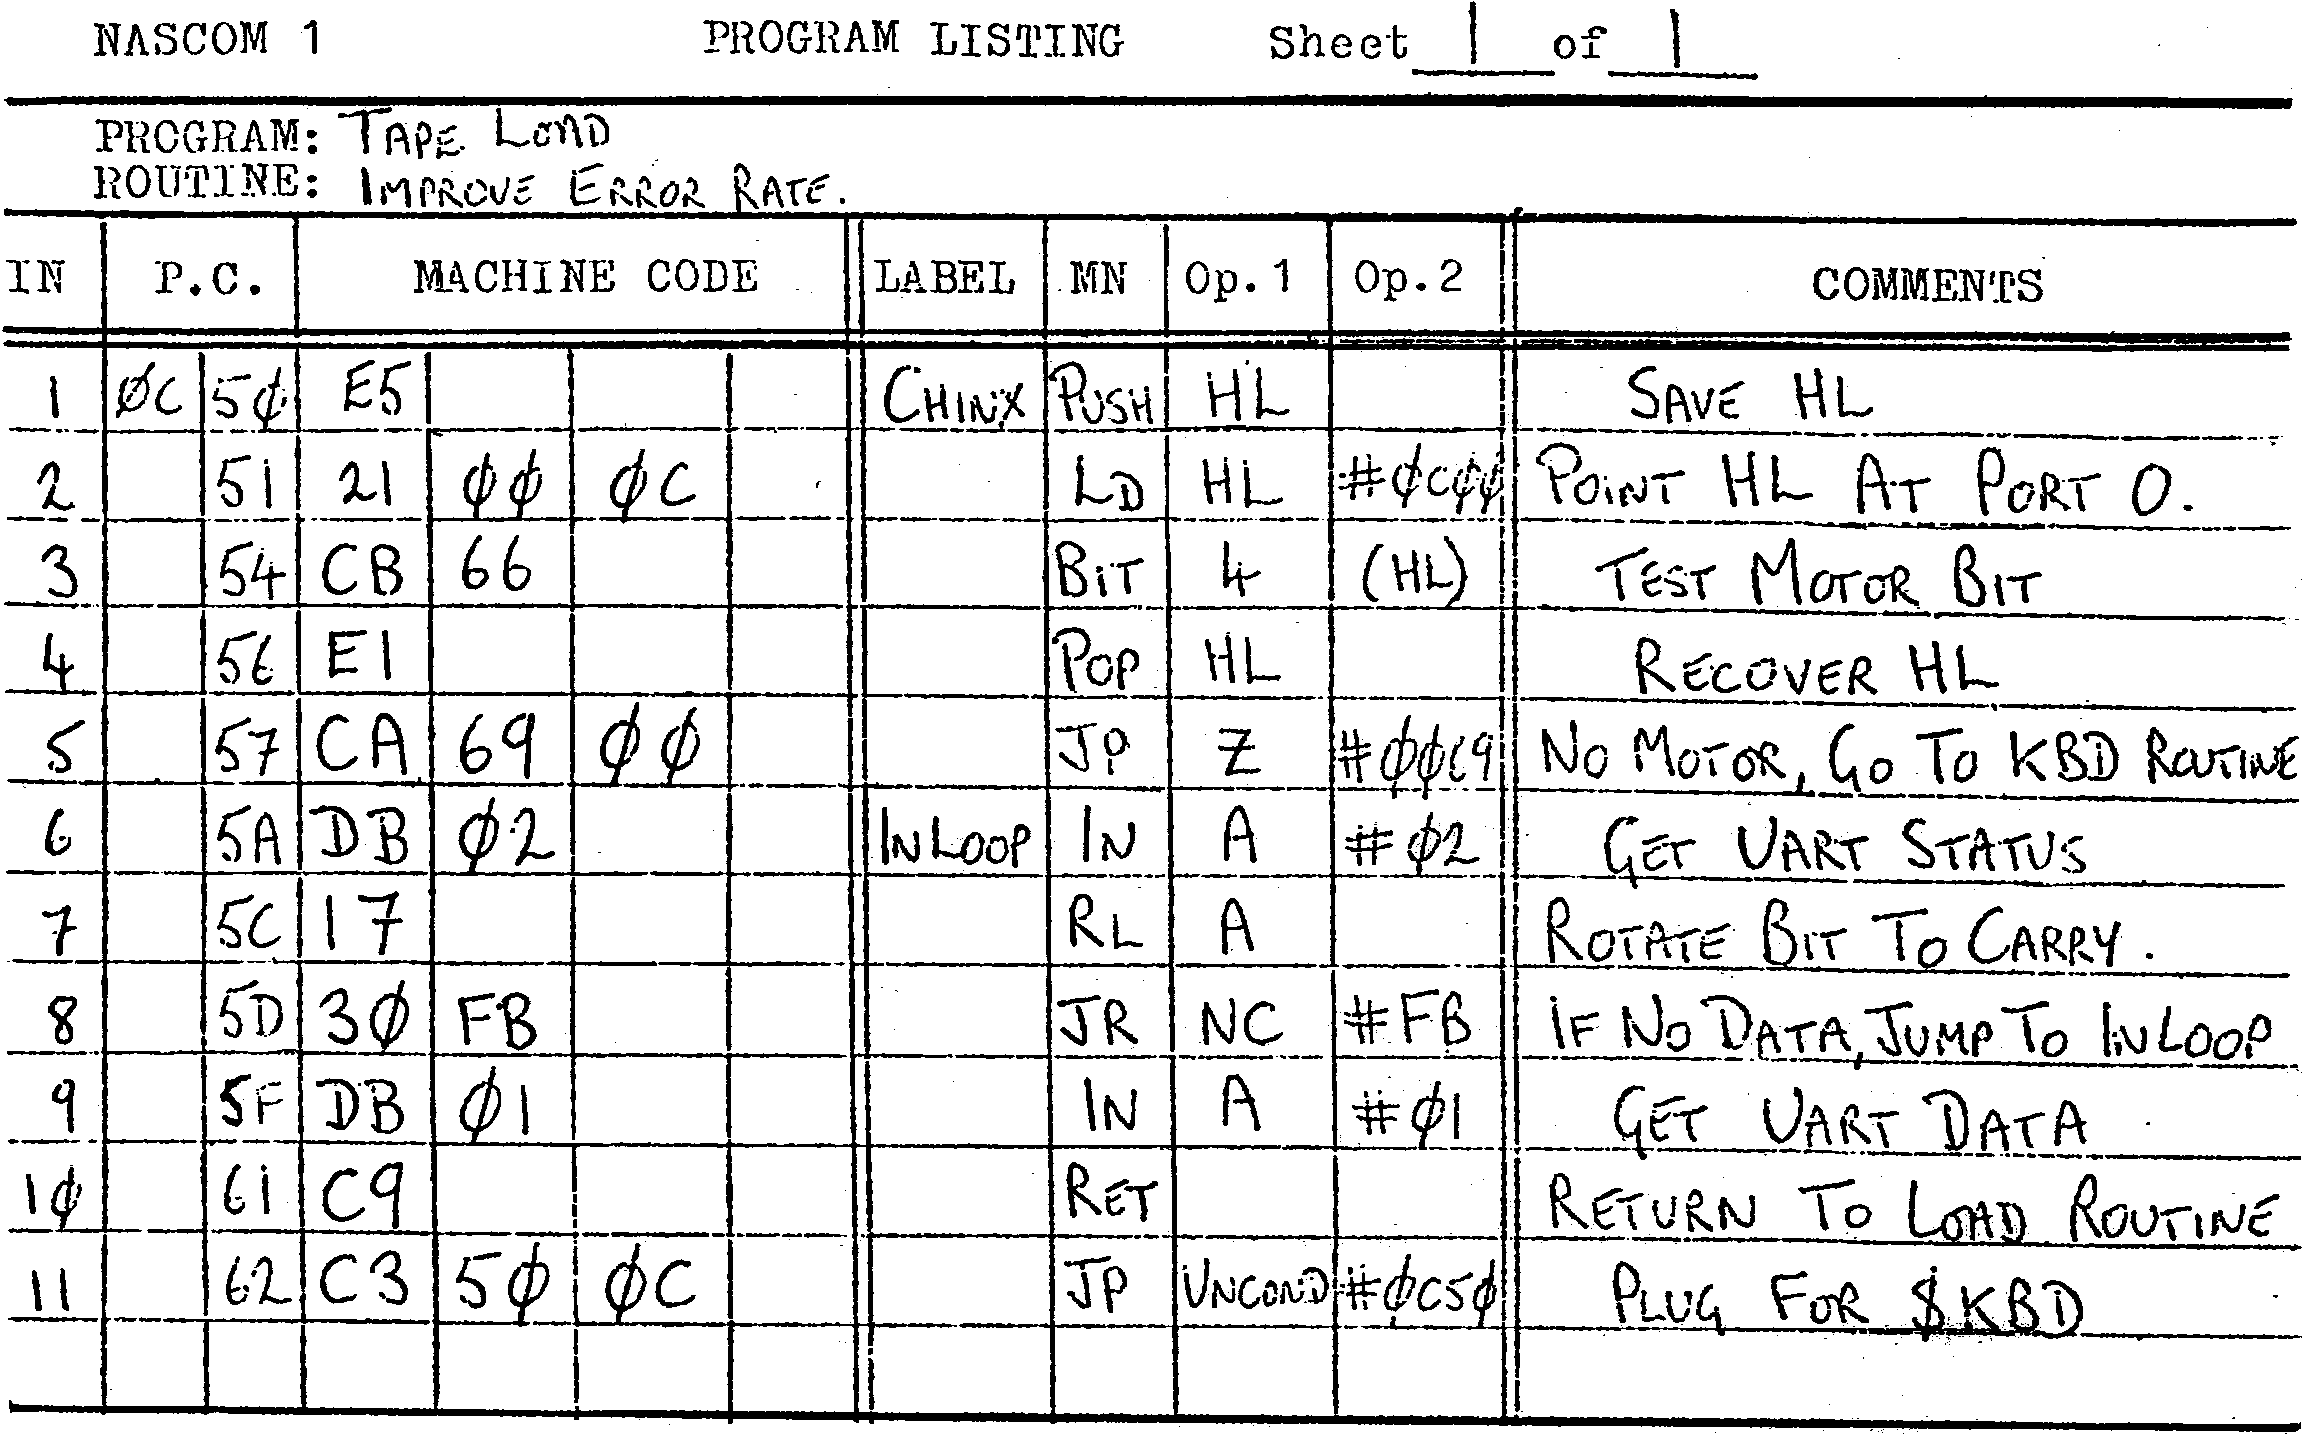 NASCOM 1 PROGRAM LISTING Sheet 1 of 1
PROGRAM: TAPE LOAD
ROUTINE: IMPROVE ERROR RATE.
IN P.C. MACHINE CODE LABEL MN Op.1 Op.2 COMMENTS
1 ØC 5Ø E5 CHINX PUSH HL SAVE HL
2 51 21 ØØ ØC LD HL #ØCØØ POINT HL AT PORT O.
3 54 CB 66 BIT 4 (HL) TEST MOTOR BIT
4 56 E1 POP HL RECOVER HL
5 57 CA 69 ØØ JP Z #ØØ69 NO MOTOR, GO TO KBD ROUTINE
6 5A DB Ø2 INLOOP IN A #Ø2 GET UART STATUS
7 5C 17 RL A ROTATE BIT TO CARRY.
8 5D 3Ø FB JR NC #FB IF NO DATA, JUMP TO INLOOP
9 5F DB Ø1 IN A #Ø1 GET UART DATA
1Ø 61 C9 RET RETURN TO LOAD ROUTINE
11 62 C3 5Ø ØC JP UNCOND #ØC5Ø PLUG FOR $KBD